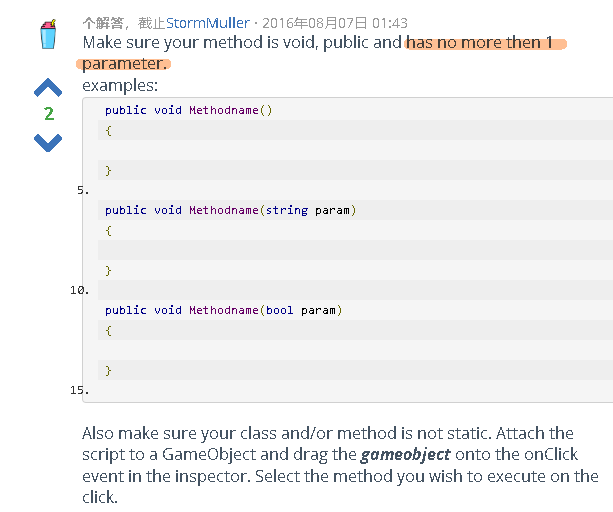 个解答，截止StormMuller · 2016年08月07日 01:43
Make sure your method is void, public and has no more then 1
parameter.
2
examples:
public void Methodname()
{
}
5.
public void Methodname(string param)
{
}
10.
public void Methodname(bool param)
{
}
15.
Also make sure your class and/or method is not static. Attach the
script to a GameObject and drag the gameobject onto the onClick
event in the inspector. Select the method you wish to execute on the
click.